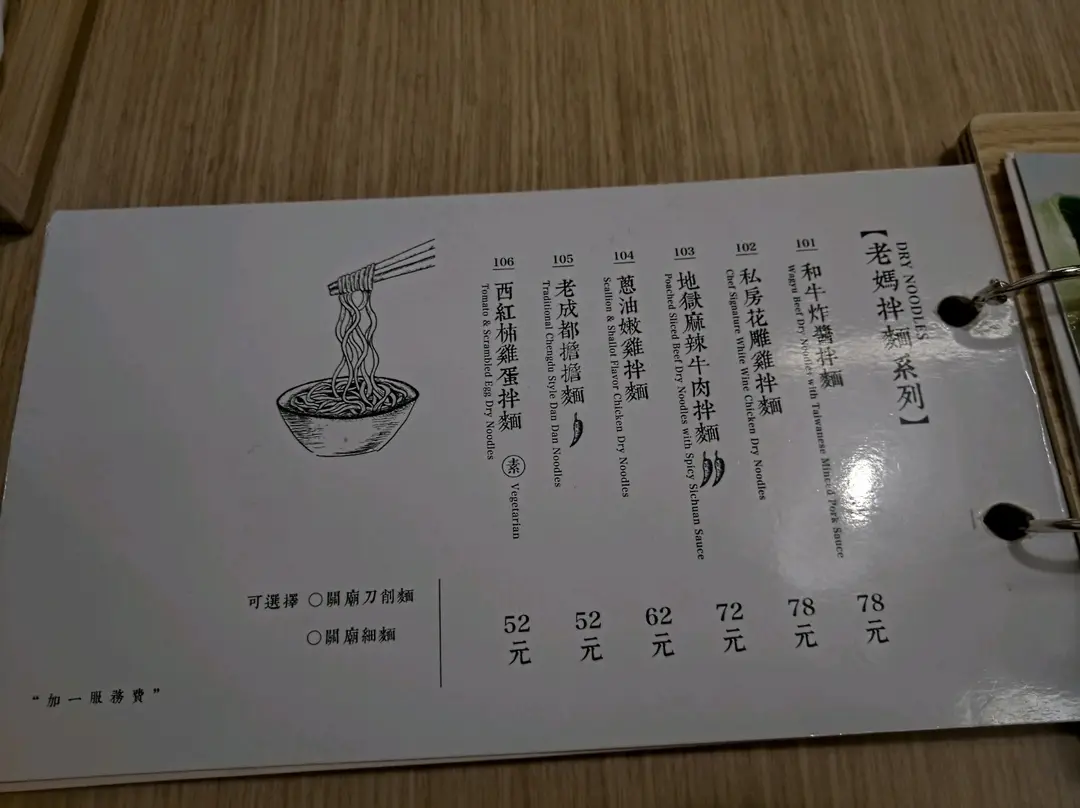 DRY NOODLES
【老媽拌麵系列】
101
和牛炸醬拌麵
Wagyu Beef Dry Noodles with Taiwanese Minced Pork Sauce
78元
102
私房花雕雞拌麵
Chef Signature White Wine Chicken Dry Noodles
78元
103
地獄麻辣牛肉拌麵
Poached Sliced Beef Dry Noodles with Spicy Sichuan Sauce
72元
104
蔥油嫩雞拌麵
Scallion & Shallot Flavor Chicken Dry Noodles
62元
105
老成都擔擔麵
Traditional Chengdu Style Dan Dan Noodles
52元
106
西紅柿雞蛋拌麵 素 Vegetarian
Tomato & Scrambled Egg Dry Noodles
52元
可選擇 ○關廟刀削麵
○關廟細麵
“加一服務費”